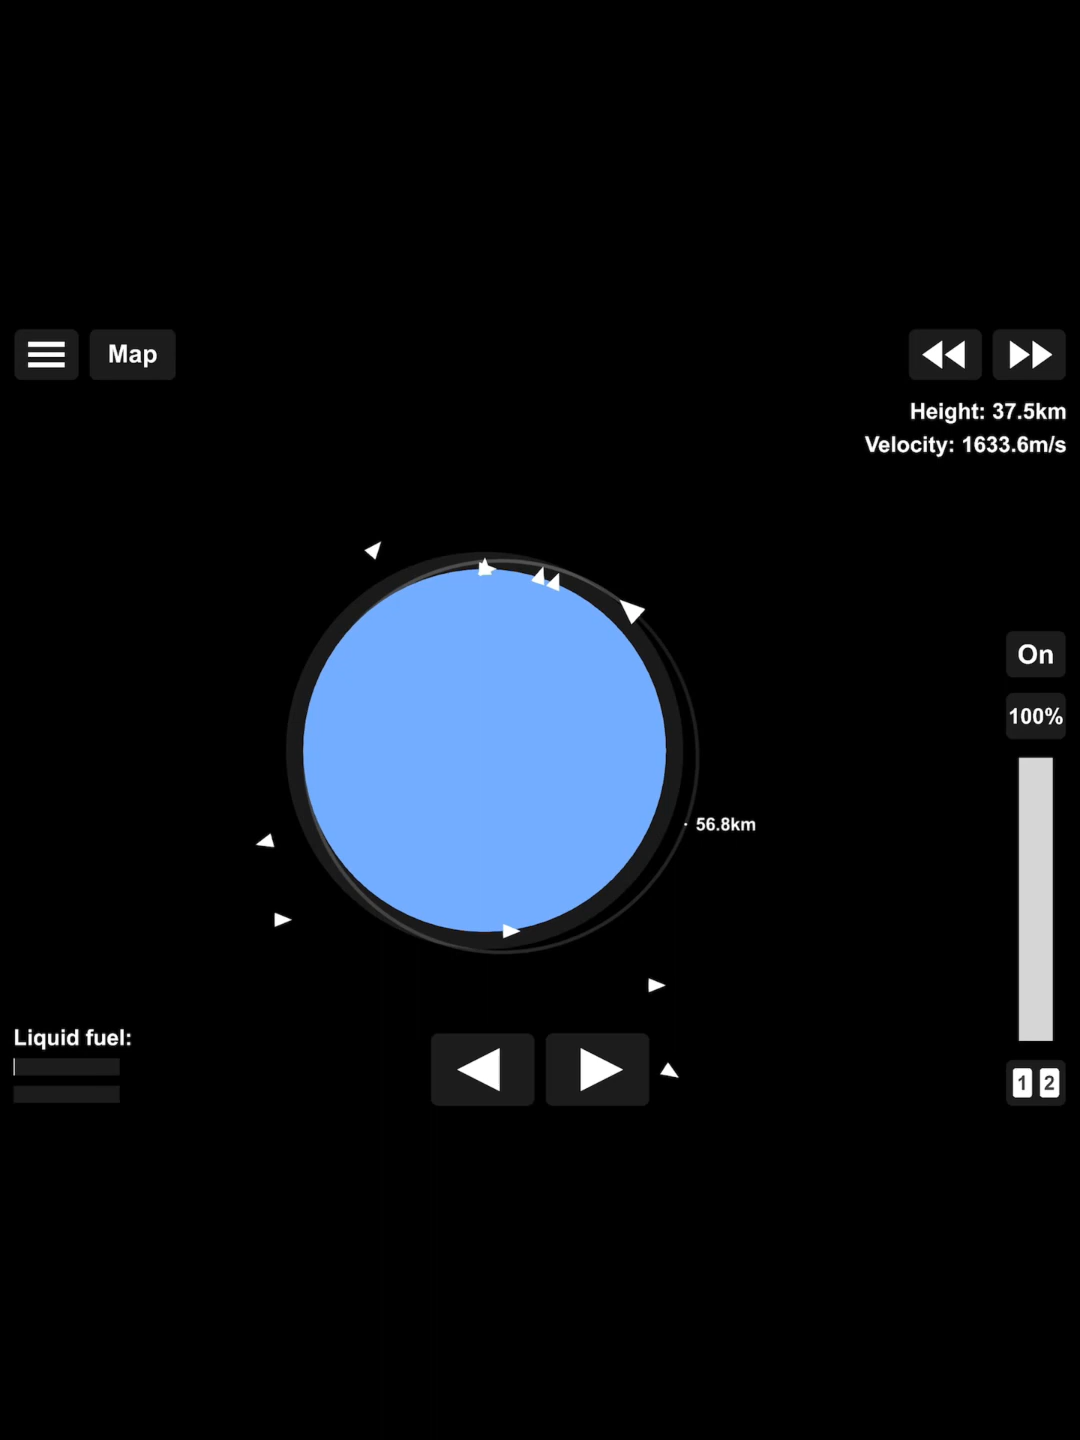 Map
Height: 37.5km
Velocity: 1633.6m/s
On
100%
56.8km
Liquid fuel:
1 2